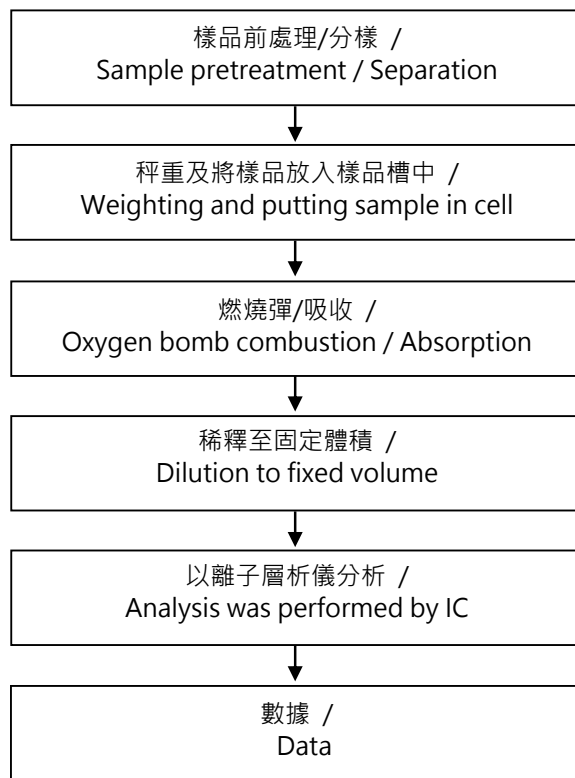 樣品前處理/分樣 /
Sample pretreatment / Separation
秤重及將樣品放入樣品槽中 /
Weighting and putting sample in cell
燃燒彈/吸收 /
Oxygen bomb combustion / Absorption
稀釋至固定體積 /
Dilution to fixed volume
以離子層析儀分析 /
Analysis was performed by IC
數據 /
Data